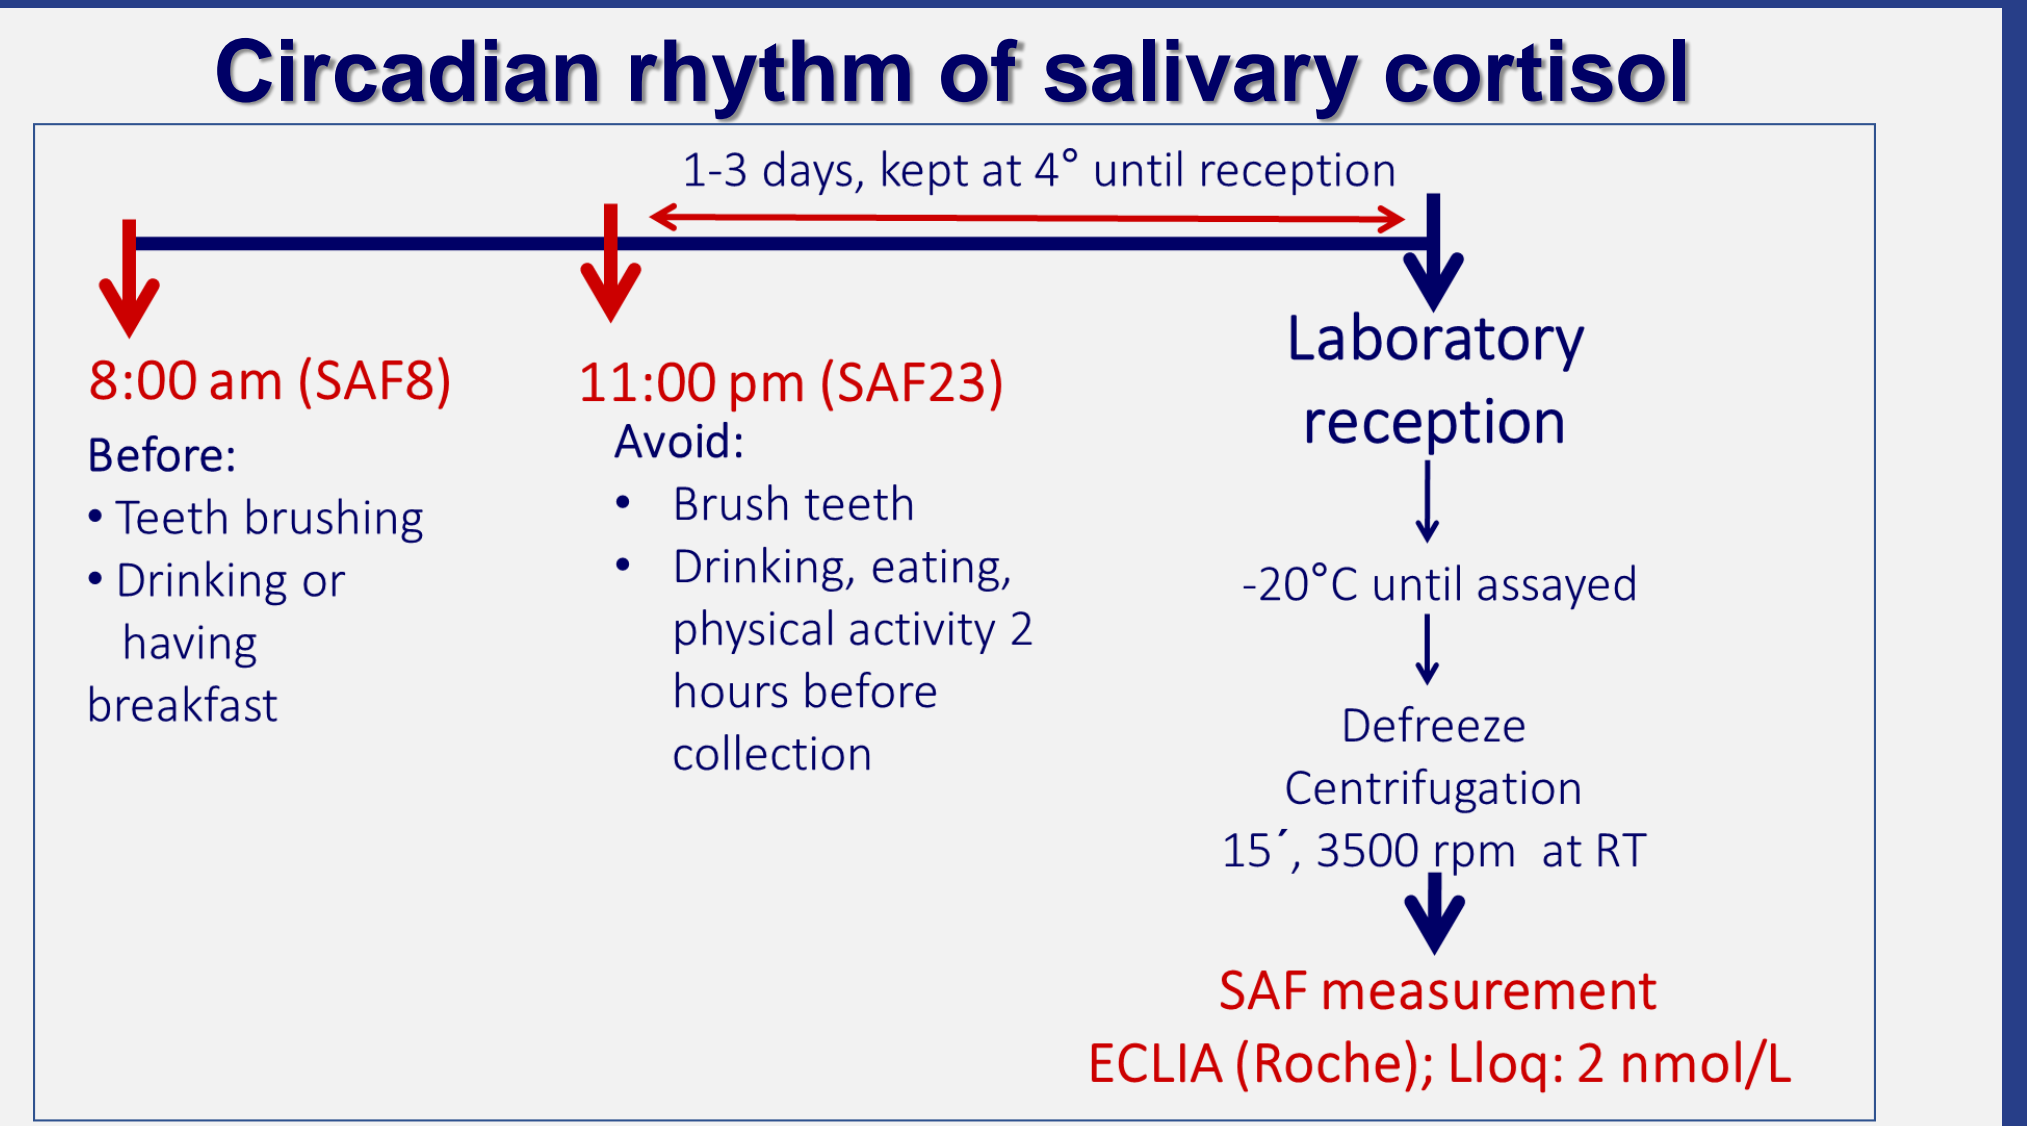 Circadian rhythm of salivary cortisol
1-3 days, kept at 4° until reception
8:00 am (SAF8)
Before:
• Teeth brushing
• Drinking or
having
breakfast
11:00 pm (SAF23)
Avoid:
• Brush teeth
• Drinking, eating,
physical activity 2
hours before
collection
Laboratory
reception
-20°C until assayed
Defreeze
Centrifugation
15´, 3500 rpm at RT
SAF measurement
ECLIA (Roche); Lloq: 2 nmol/L